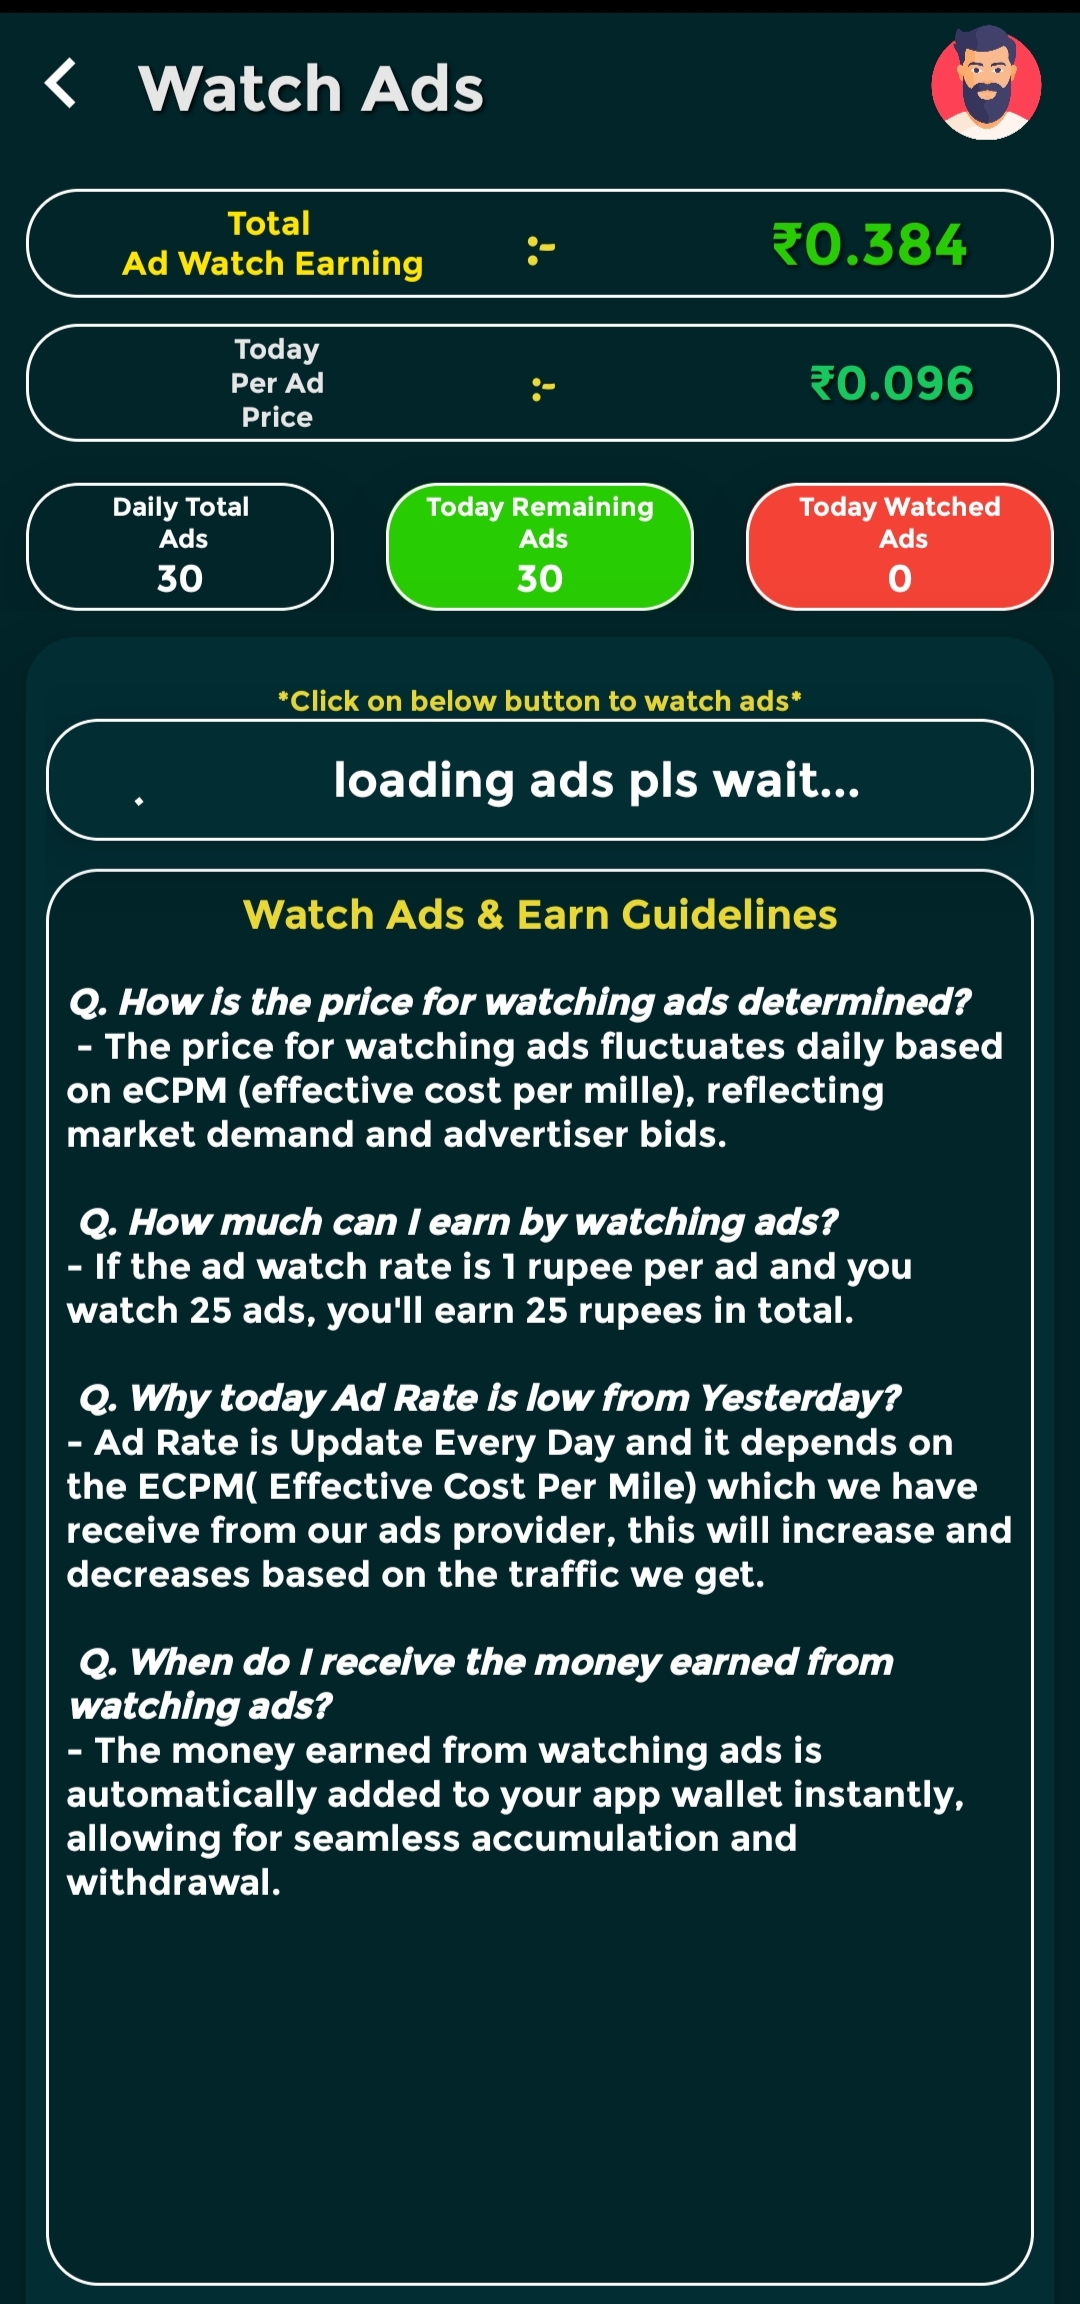 Watch Ads
Total
Ad Watch Earning
:-
₹0.384
Today
Per Ad
Price
:-
₹0.096
Daily Total
Ads
30
Today Remaining
Ads
30
Today Watched
Ads
0
*Click on below button to watch ads*
loading ads pls wait...
Watch Ads & Earn Guidelines
Q. How is the price for watching ads determined?
- The price for watching ads fluctuates daily based
on eCPM (effective cost per mille), reflecting
market demand and advertiser bids.
Q. How much can I earn by watching ads?
- If the ad watch rate is 1 rupee per ad and you
watch 25 ads, you'll earn 25 rupees in total.
Q. Why today Ad Rate is low from Yesterday?
- Ad Rate is Update Every Day and it depends on
the ECPM( Effective Cost Per Mile) which we have
receive from our ads provider, this will increase and
decreases based on the traffic we get.
Q. When do I receive the money earned from
watching ads?
- The money earned from watching ads is
automatically added to your app wallet instantly,
allowing for seamless accumulation and
withdrawal.